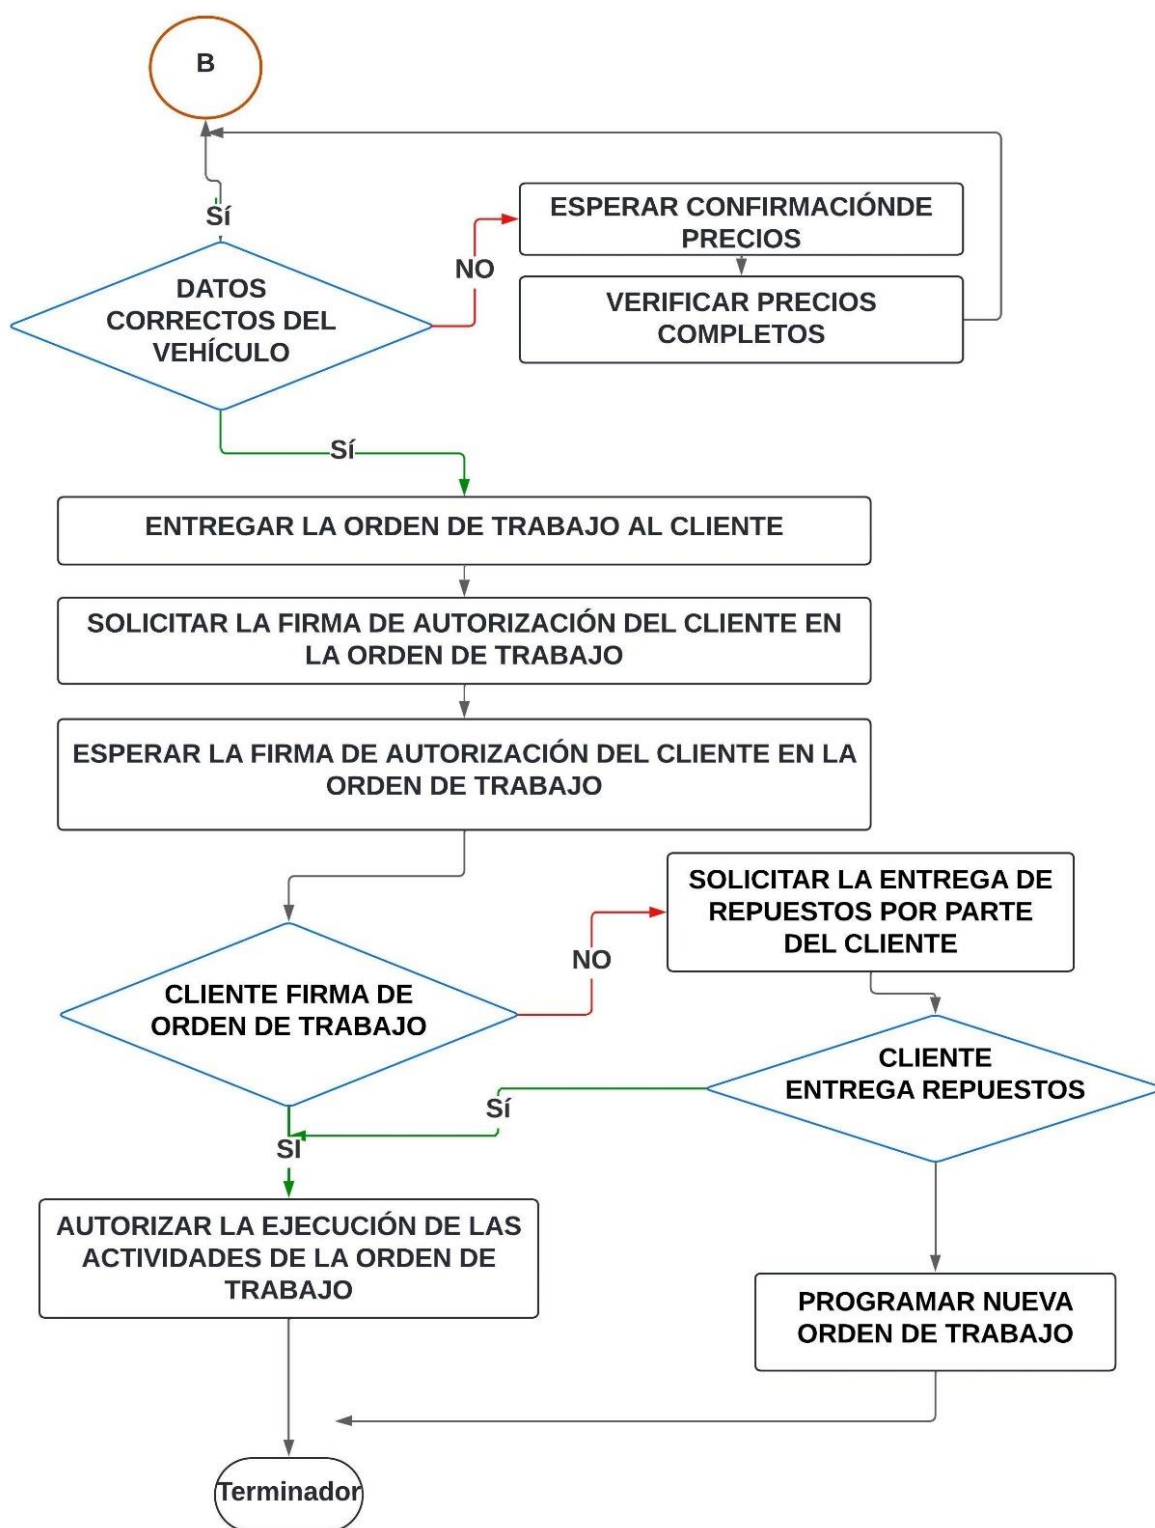 B
Sí
ESPERAR CONFIRMACIÓNDE
PRECIOS
NO
DATOS
CORRECTOS DEL
VEHÍCULO
VERIFICAR PRECIOS
COMPLETOS
Sí
ENTREGAR LA ORDEN DE TRABAJO AL CLIENTE
SOLICITAR LA FIRMA DE AUTORIZACIÓN DEL CLIENTE EN
LA ORDEN DE TRABAJO
ESPERAR LA FIRMA DE AUTORIZACIÓN DEL CLIENTE EN LA
ORDEN DE TRABAJO
SOLICITAR LA ENTREGA DE
REPUESTOS POR PARTE
DEL CLIENTE
NO
CLIENTE FIRMA DE
ORDEN DE TRABAJO
CLIENTE
ENTREGA REPUESTOS
Sí
SI
AUTORIZAR LA EJECUCIÓN DE LAS
ACTIVIDADES DE LA ORDEN DE
TRABAJO
PROGRAMAR NUEVA
ORDEN DE TRABAJO
Terminador